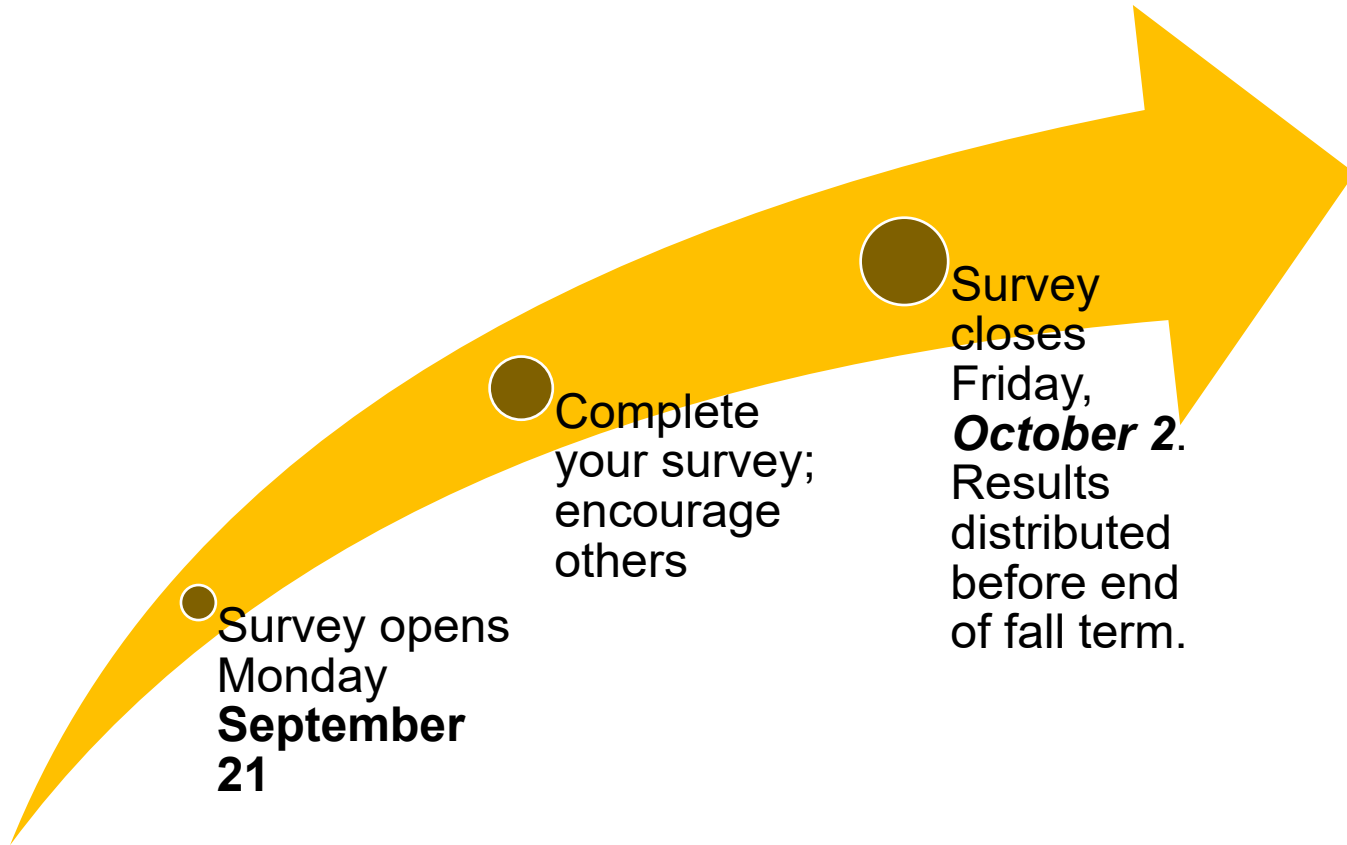 Survey opens
Monday
September
21
Complete
your survey;
encourage
others
Survey
closes
Friday,
October 2.
Results
distributed
before end
of fall term.